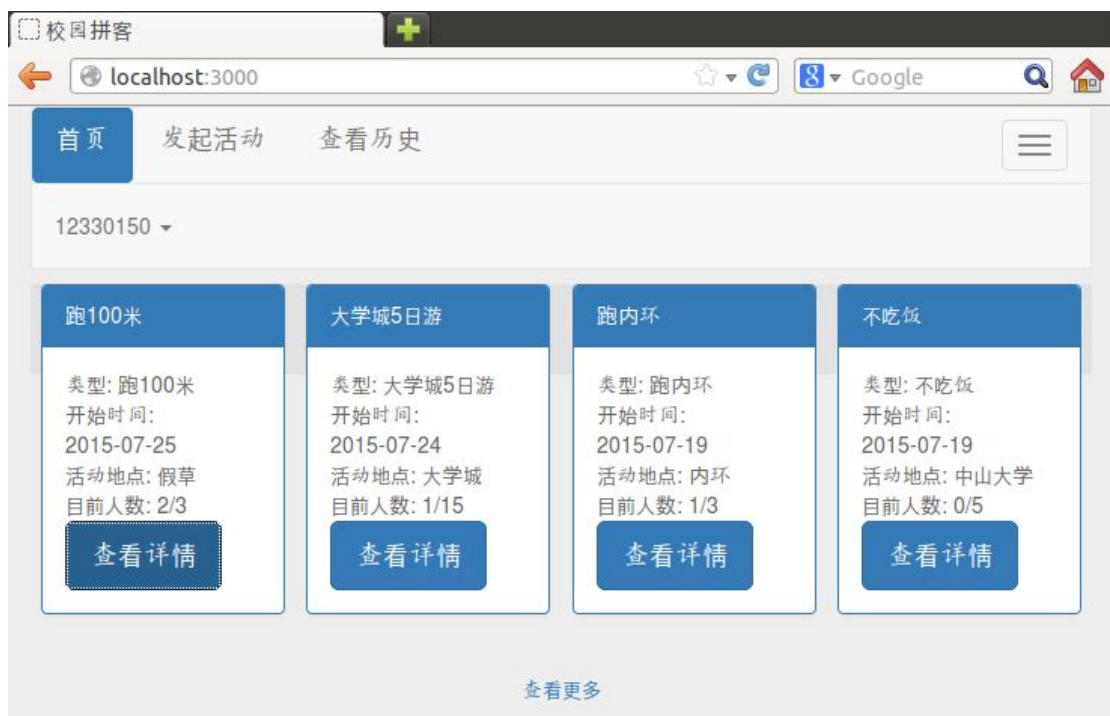 校园拼客
localhost:3000
Google
首页 发起活动 查看历史
12330150
跑100米
类型: 跑100米
开始时间:
2015-07-25
活动地点: 假草
目前人数: 2/3
查看详情
大学城5日游
类型: 大学城5日游
开始时间:
2015-07-24
活动地点: 大学城
目前人数: 1/15
查看详情
跑内环
类型: 跑内环
开始时间:
2015-07-19
活动地点: 内环
目前人数: 1/3
查看详情
不吃饭
类型: 不吃饭
开始时间:
2015-07-19
活动地点: 中山大学
目前人数: 0/5
查看详情
查看更多